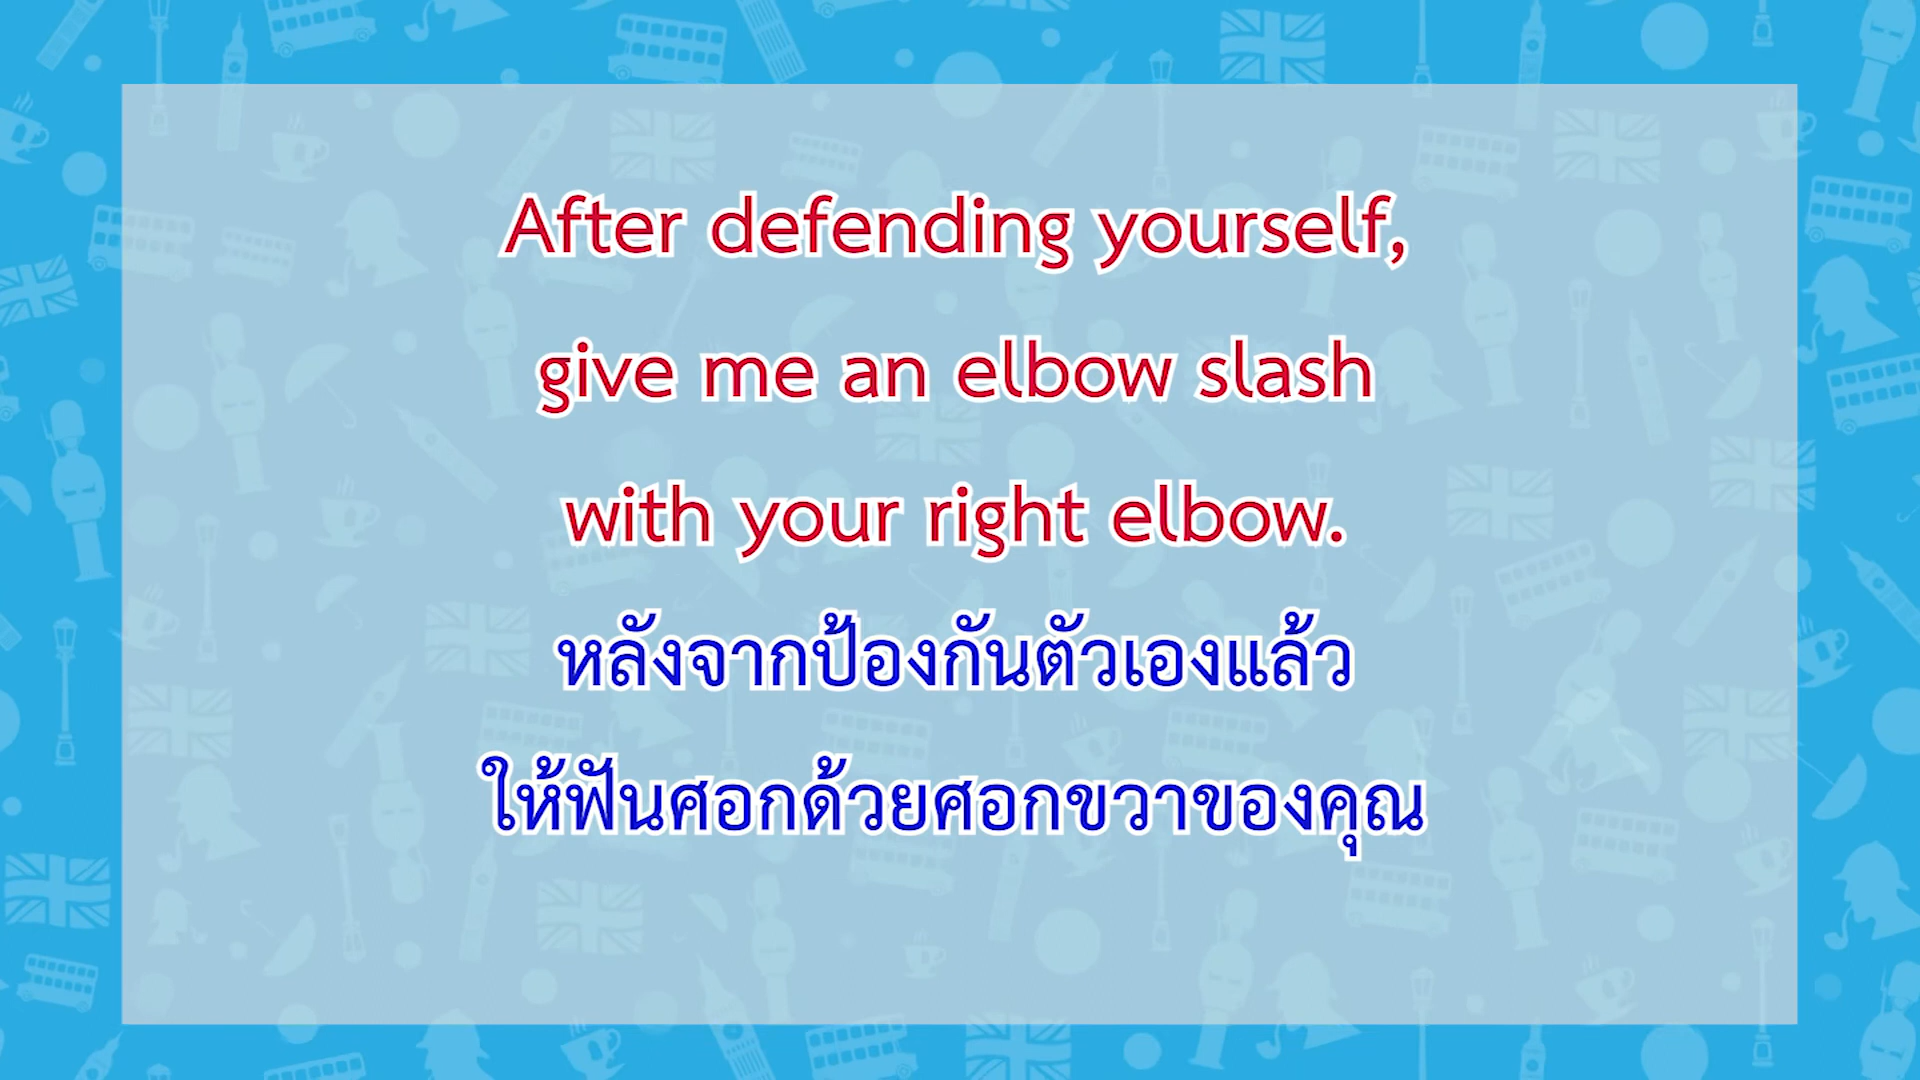 After defending yourself,
give me an elbow slash
with your right elbow.
หลังจากป้องกันตัวเองแล้ว
ให้ฟันศอกด้วยศอกขวาของคุณ